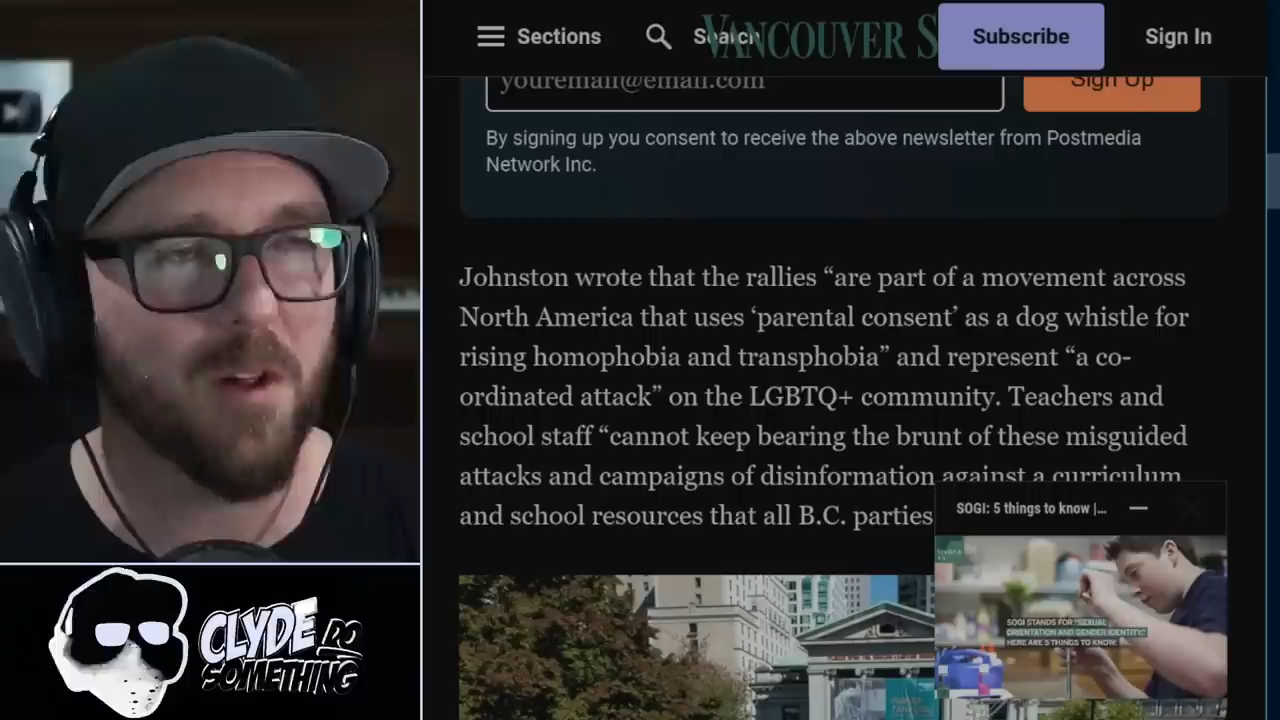 Sections
Search
VANCOUVER S
Subscribe
Sign In
youremail@email.com
Sign Up
By signing up you consent to receive the above newsletter from Postmedia
Network Inc.
Johnston wrote that the rallies “are part of a movement across
North America that uses ‘parental consent’ as a dog whistle for
rising homophobia and transphobia” and represent “a co-
ordinated attack” on the LGBTQ+ community. Teachers and
school staff “cannot keep bearing the brunt of these misguided
attacks and campaigns of disinformation against a curriculum
and school resources that all B.C. parties
SOGI: 5 things to know |...
SOGI STANDS FOR "SEXUAL
ORIENTATION AND GENDER IDENTITY."
HERE ARE 5 THINGS TO KNOW:
CLYDE DO
SOMETHING